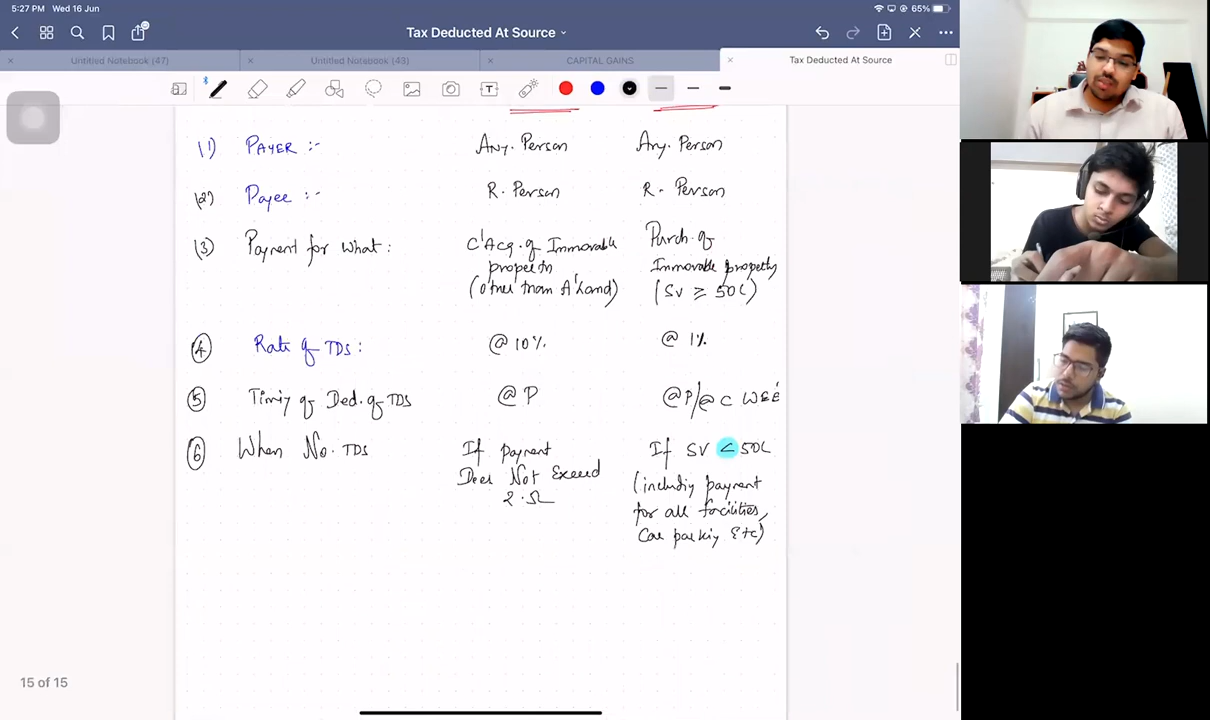 5:27 PM Wed 16 Jun
65%
Tax Deducted At Source
Untitled Notebook (47)
Untitled Notebook (49)
CAPITAL GAINS
Tax Deducted At Source
(1) PAYER :- Any. Person Any. Person
(2) Payee :- R. Person R. Person
(3) Payment for What: C'Acq. of Immovable Purch. of
property Immovable property
(other than A'Land) (SV ≥ 50L)
(4) Rate of TDS: @ 10% @ 1%
(5) Timing of Ded. of TDS @P @P/@C WEE
(6) When No. TDS If payment If SV < 50L
Does Not Exceed (including payment
2.5L for all facilities,
Car parking Etc)
15 of 15